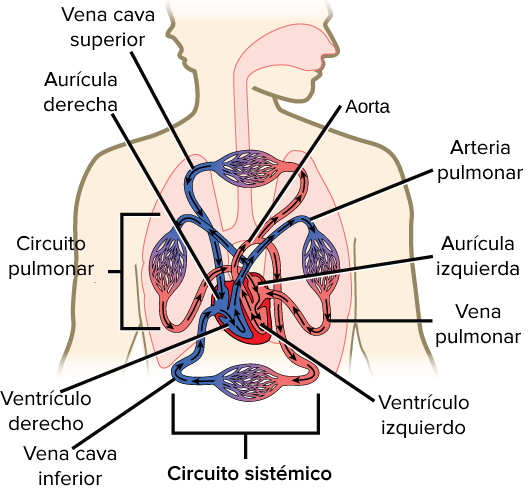 Vena cava
superior
Aurícula
derecha
Aorta
Arteria
pulmonar
Circuito
pulmonar
Aurícula
izquierda
Vena
pulmonar
Ventrículo
derecho
Ventrículo
izquierdo
Vena cava
inferior
Circuito sistémico